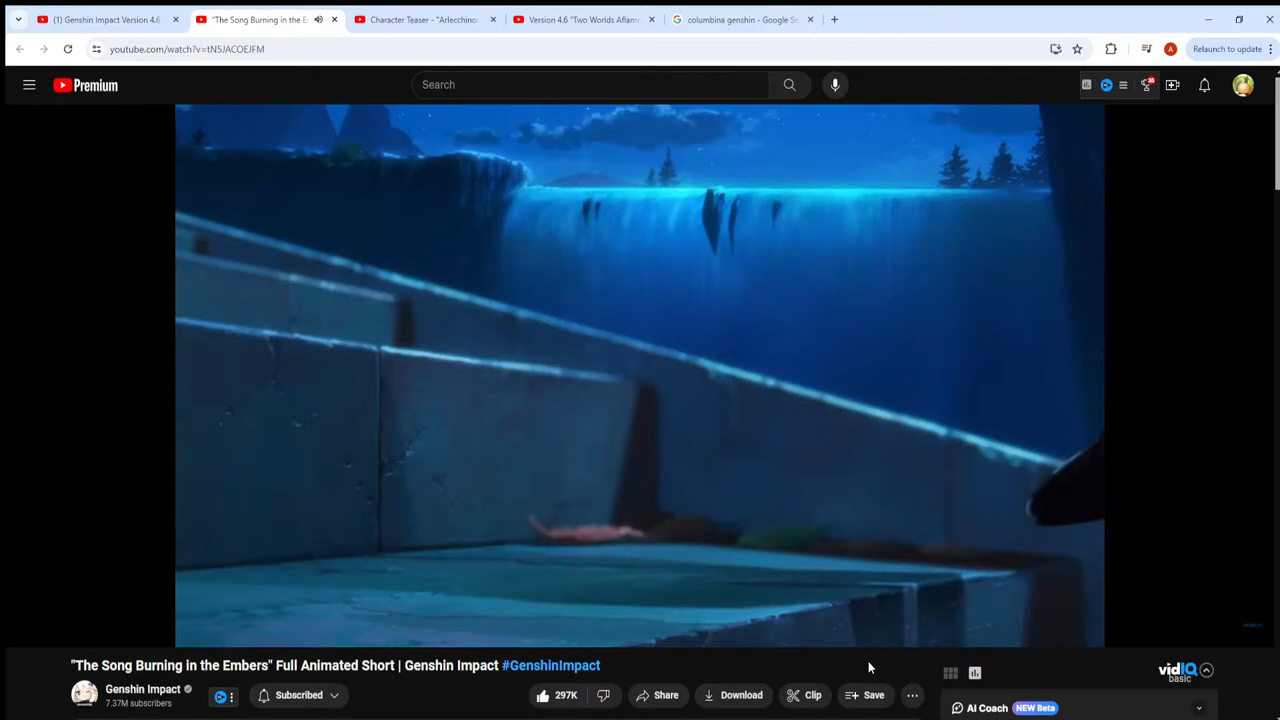 (1) Genshin Impact Version 4.6
"The Song Burning in the E
Character Teaser - "Arlecchino
Version 4.6 "Two Worlds Aflam
columbina genshin - Google Se
youtube.com/watch?v=tN5JACOEJFM
A
Relaunch to update
Premium
Search
"The Song Burning in the Embers" Full Animated Short | Genshin Impact #GenshinImpact
Genshin Impact
7.37M subscribers
Subscribed
297K
Share
Download
Clip
Save
vidIQ
basic
AI Coach NEW Beta